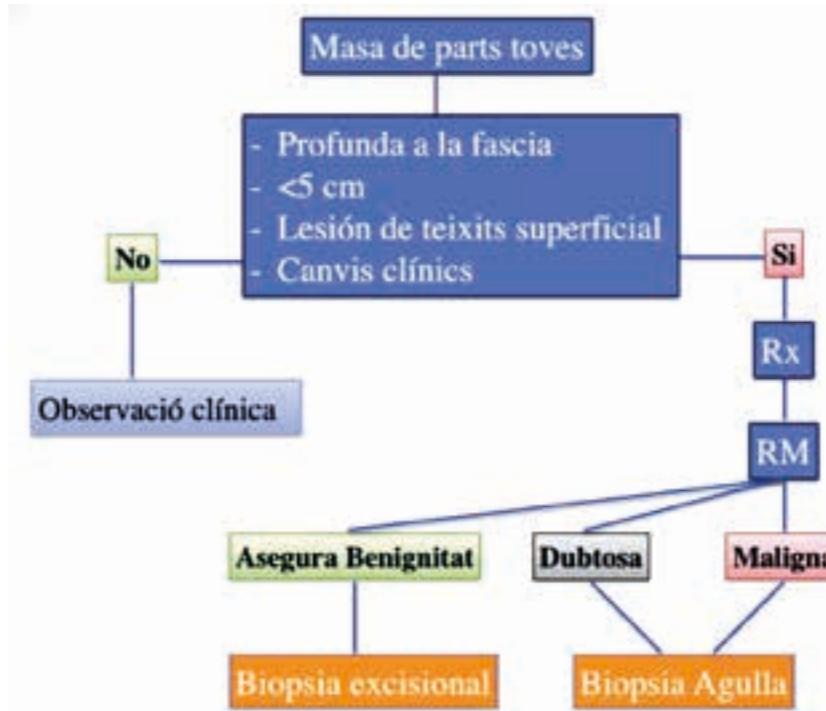 Masa de parts toves
- Profunda a la fascia
- <5 cm
- Lesión de teixits superficial
- Canvis clínics
No
Si
Rx
Observació clínica
RM
Asegura Benignitat
Dubtosa
Maligna
Biopsia excisional
Biopsia Agulla